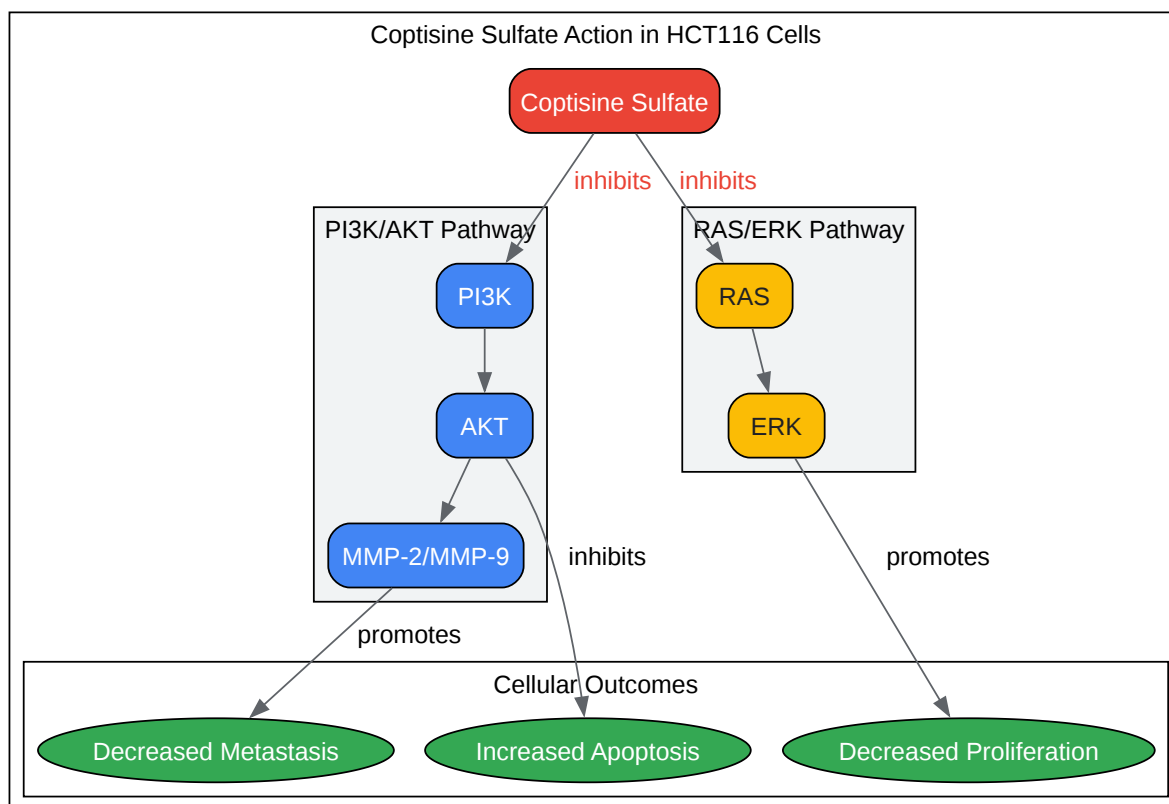 Coptisine Sulfate Action in HCT116 Cells
Coptisine Sulfate
inhibits
inhibits
PI3K/AKT Pathway
RAS/ERK Pathway
PI3K
RAS
AKT
ERK
MMP-2/MMP-9
inhibits
promotes
promotes
Cellular Outcomes
Decreased Metastasis
Increased Apoptosis
Decreased Proliferation